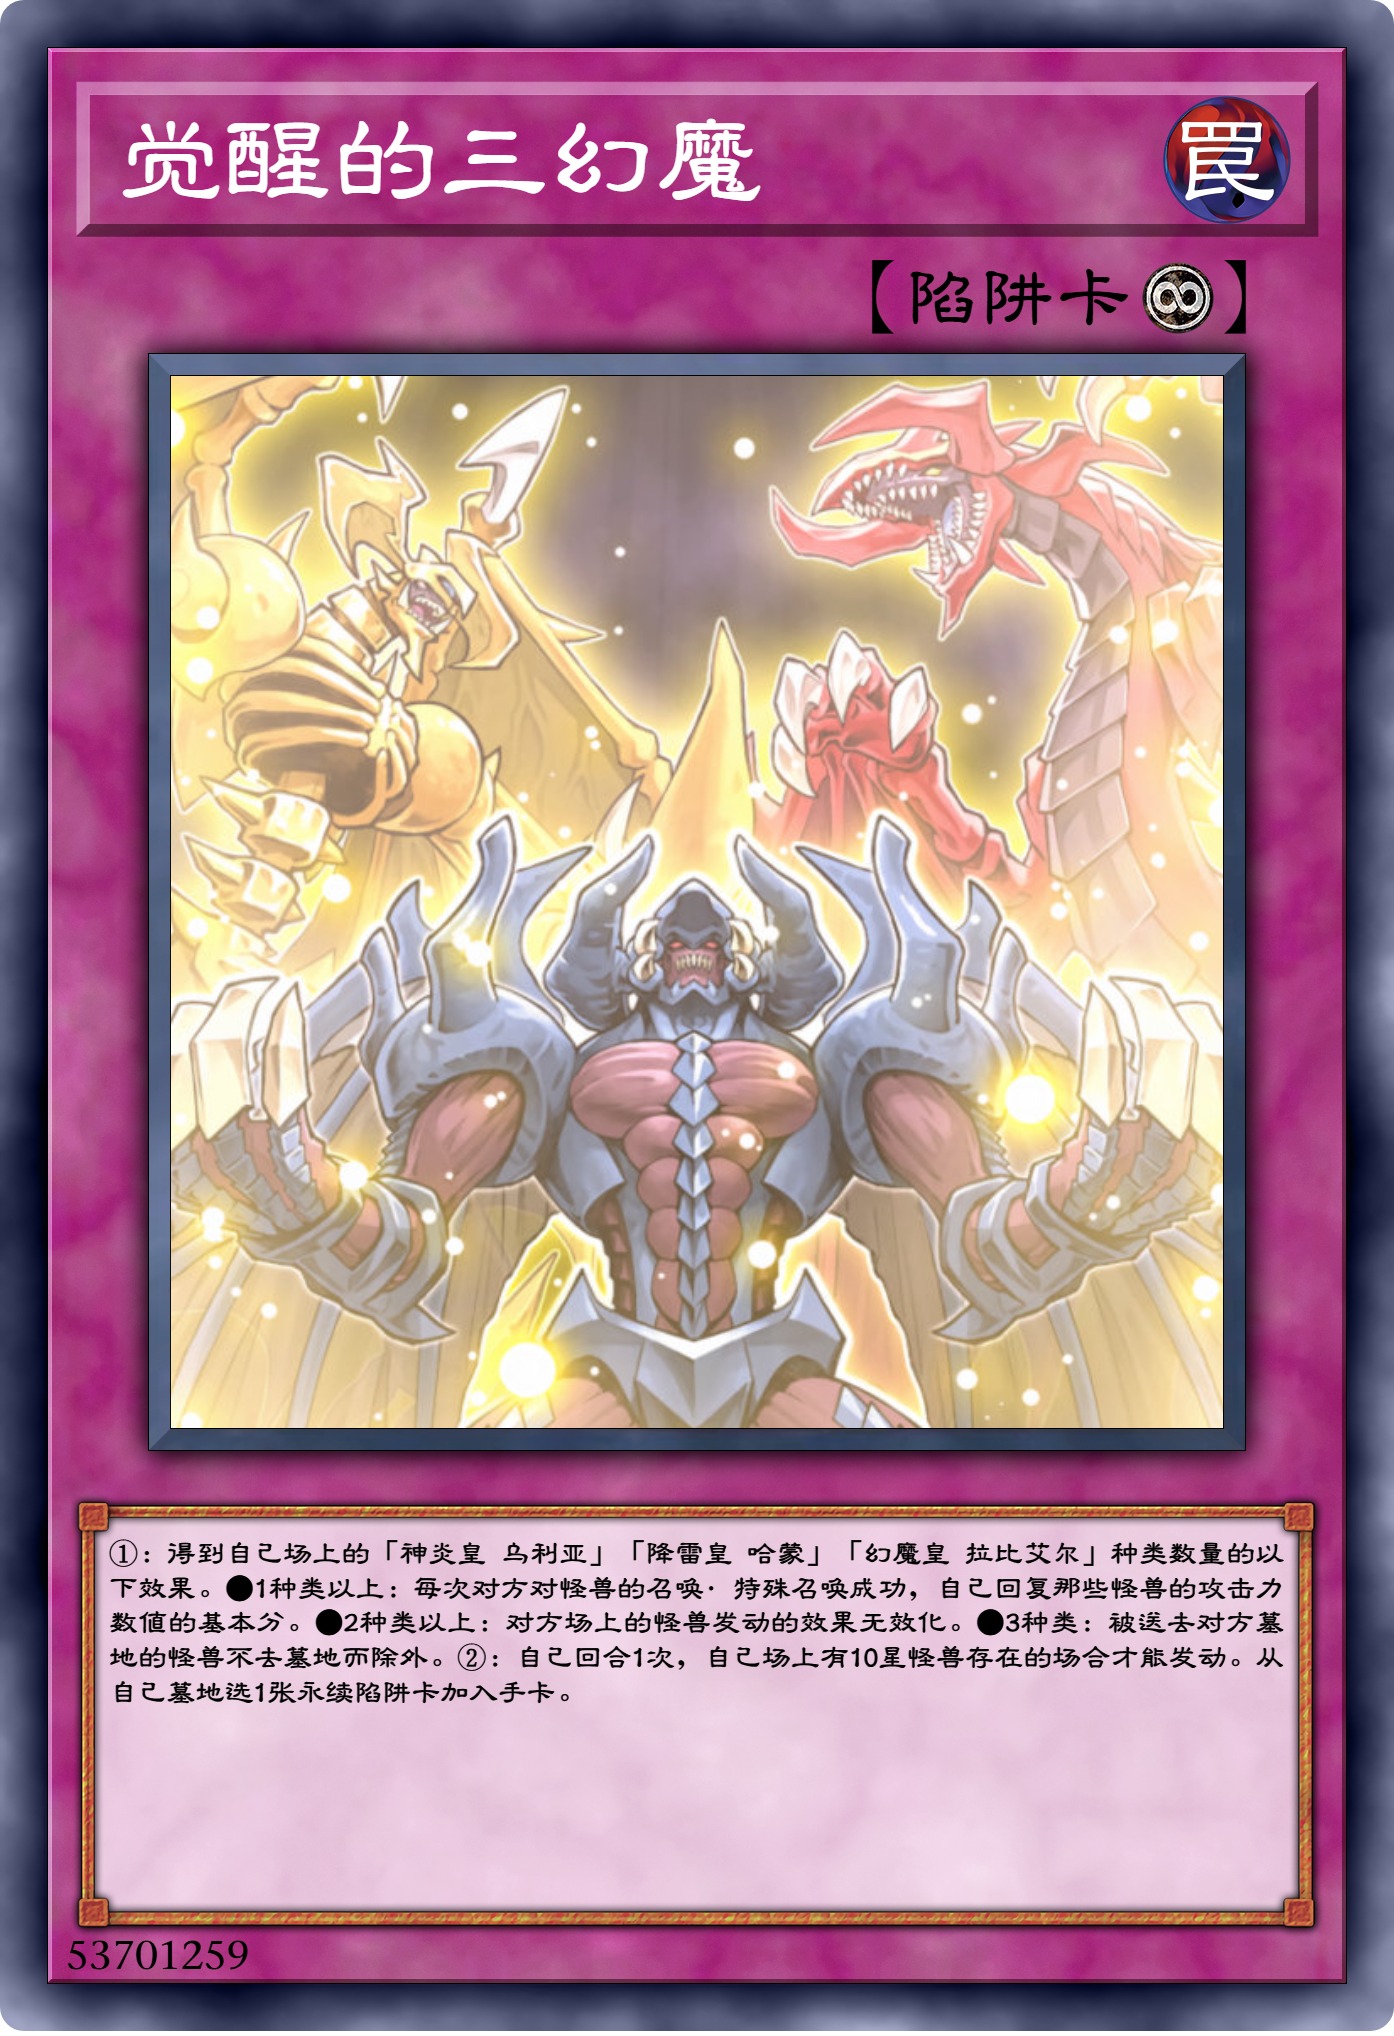 觉醒的三幻魔
罠
【陷阱卡】
①：得到自己场上的「神炎皇 乌利亚」「降雷皇 哈蒙」「幻魔皇 拉比艾尔」种类数量的以
下效果。●1种类以上：每次对方对怪兽的召唤·特殊召唤成功，自己回复那些怪兽的攻击力
数值的基本分。●2种类以上：对方场上的怪兽发动的效果无效化。●3种类：被送去对方墓
地的怪兽不去墓地而除外。②：自己回合1次，自己场上有10星怪兽存在的场合才能发动。从
自己墓地选1张永续陷阱卡加入手卡。
53701259